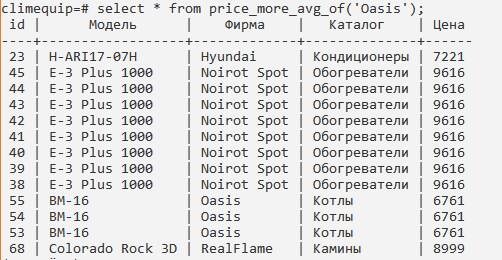 climequip=# select * from price_more_avg_of('Oasis');
 id |      Модель      |    Фирма    |   Каталог    | Цена
----+------------------+-------------+--------------+------
 23 | H-ARI17-07H      | Hyundai     | Кондиционеры | 7221
 45 | E-3 Plus 1000    | Noirot Spot | Обогреватели | 9616
 44 | E-3 Plus 1000    | Noirot Spot | Обогреватели | 9616
 43 | E-3 Plus 1000    | Noirot Spot | Обогреватели | 9616
 42 | E-3 Plus 1000    | Noirot Spot | Обогреватели | 9616
 41 | E-3 Plus 1000    | Noirot Spot | Обогреватели | 9616
 40 | E-3 Plus 1000    | Noirot Spot | Обогреватели | 9616
 39 | E-3 Plus 1000    | Noirot Spot | Обогреватели | 9616
 38 | E-3 Plus 1000    | Noirot Spot | Обогреватели | 9616
 55 | BM-16            | Oasis       | Котлы        | 6761
 54 | BM-16            | Oasis       | Котлы        | 6761
 53 | BM-16            | Oasis       | Котлы        | 6761
 68 | Colorado Rock 3D | RealFlame   | Камины       | 8999